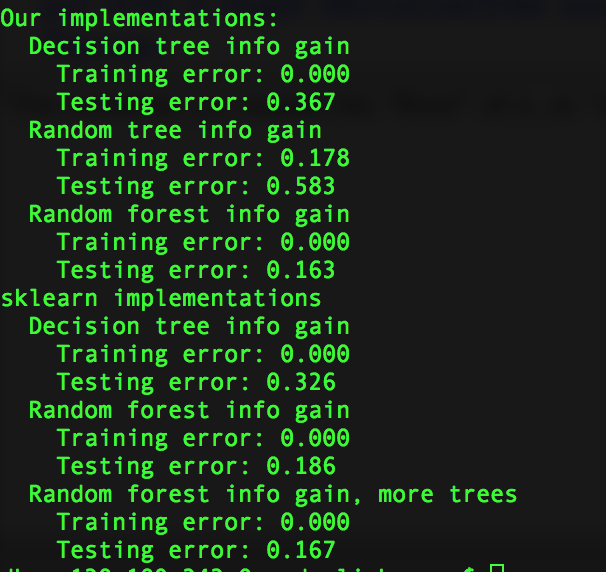 Our implementations:
Decision tree info gain
Training error: 0.000
Testing error: 0.367
Random tree info gain
Training error: 0.178
Testing error: 0.583
Random forest info gain
Training error: 0.000
Testing error: 0.163
sklearn implementations
Decision tree info gain
Training error: 0.000
Testing error: 0.326
Random forest info gain
Training error: 0.000
Testing error: 0.186
Random forest info gain, more trees
Training error: 0.000
Testing error: 0.167